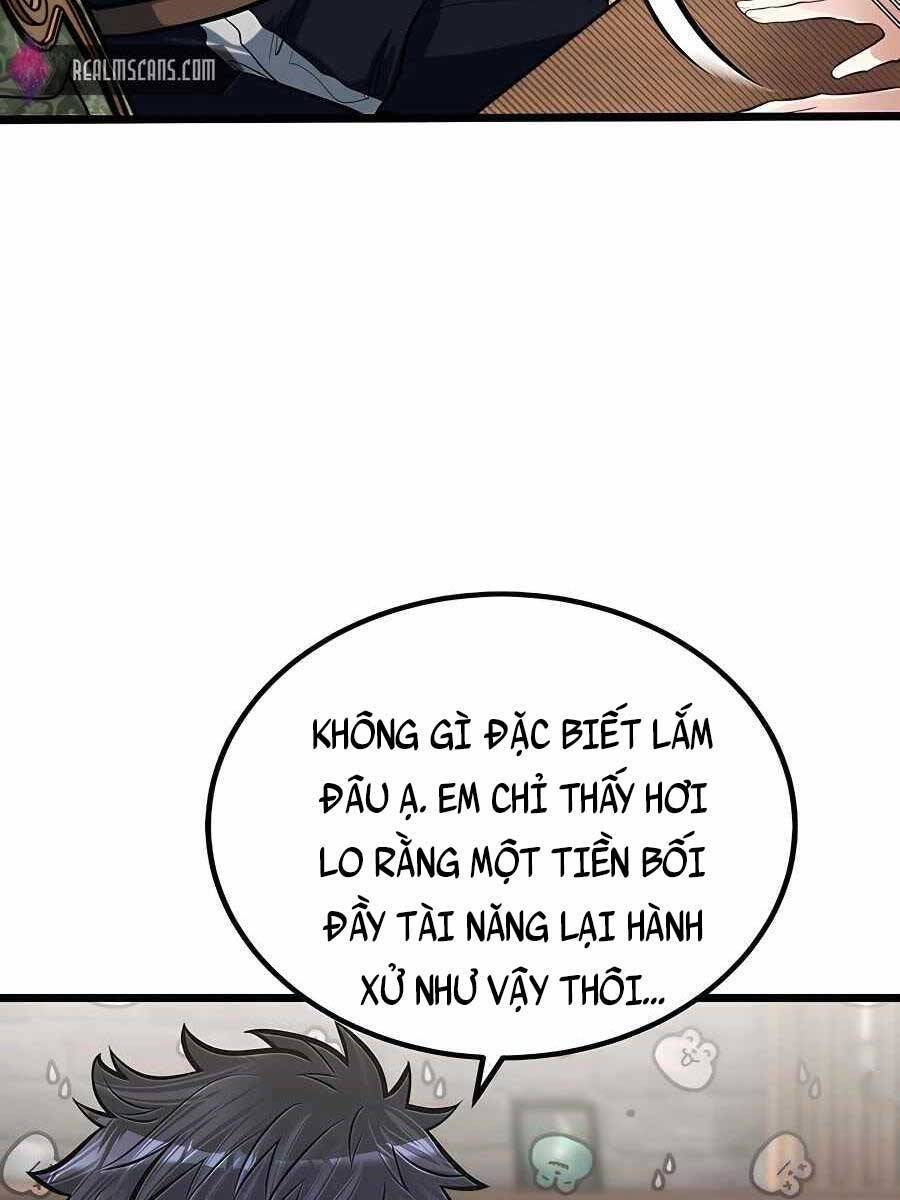 REALMSCANS.COM
KHÔNG GÌ ĐẶC BIẾT LẮM
ĐÂU Ạ. EM CHỈ THẤY HƠI
LO RẰNG MỘT TIỀN BỐI
ĐẦY TÀI NĂNG LẠI HÀNH
XỬ NHƯ VẬY THÔI...